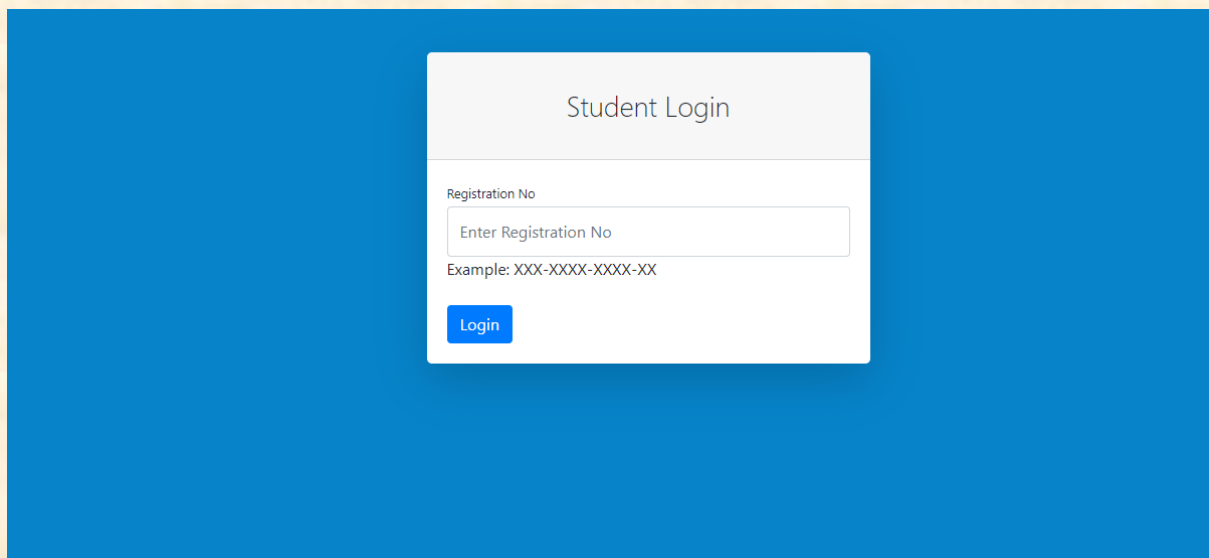 Student Login
Registration No
Enter Registration No
Example: XXX-XXXX-XXXX-XX
Login